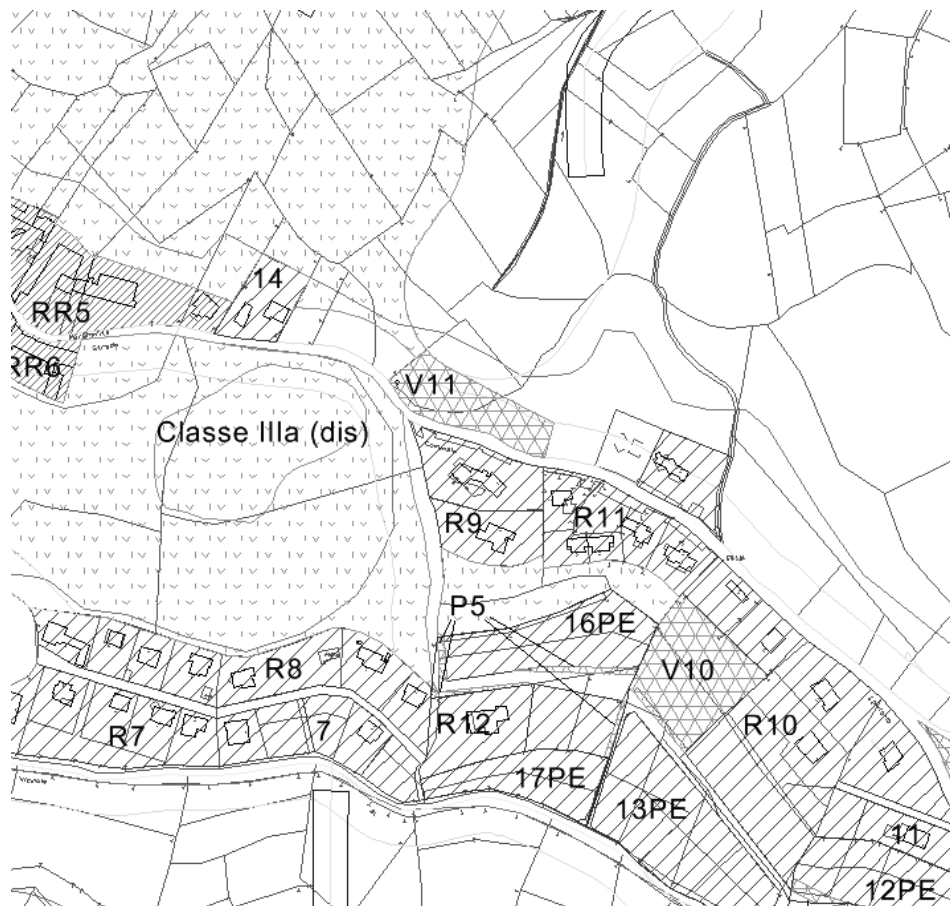 14
RR5
RR6
V11
Classe IIIa (dis)
R9
R11
P5
16PE
R8
V10
R12
R10
R7
7
17PE
13PE
11
12PE